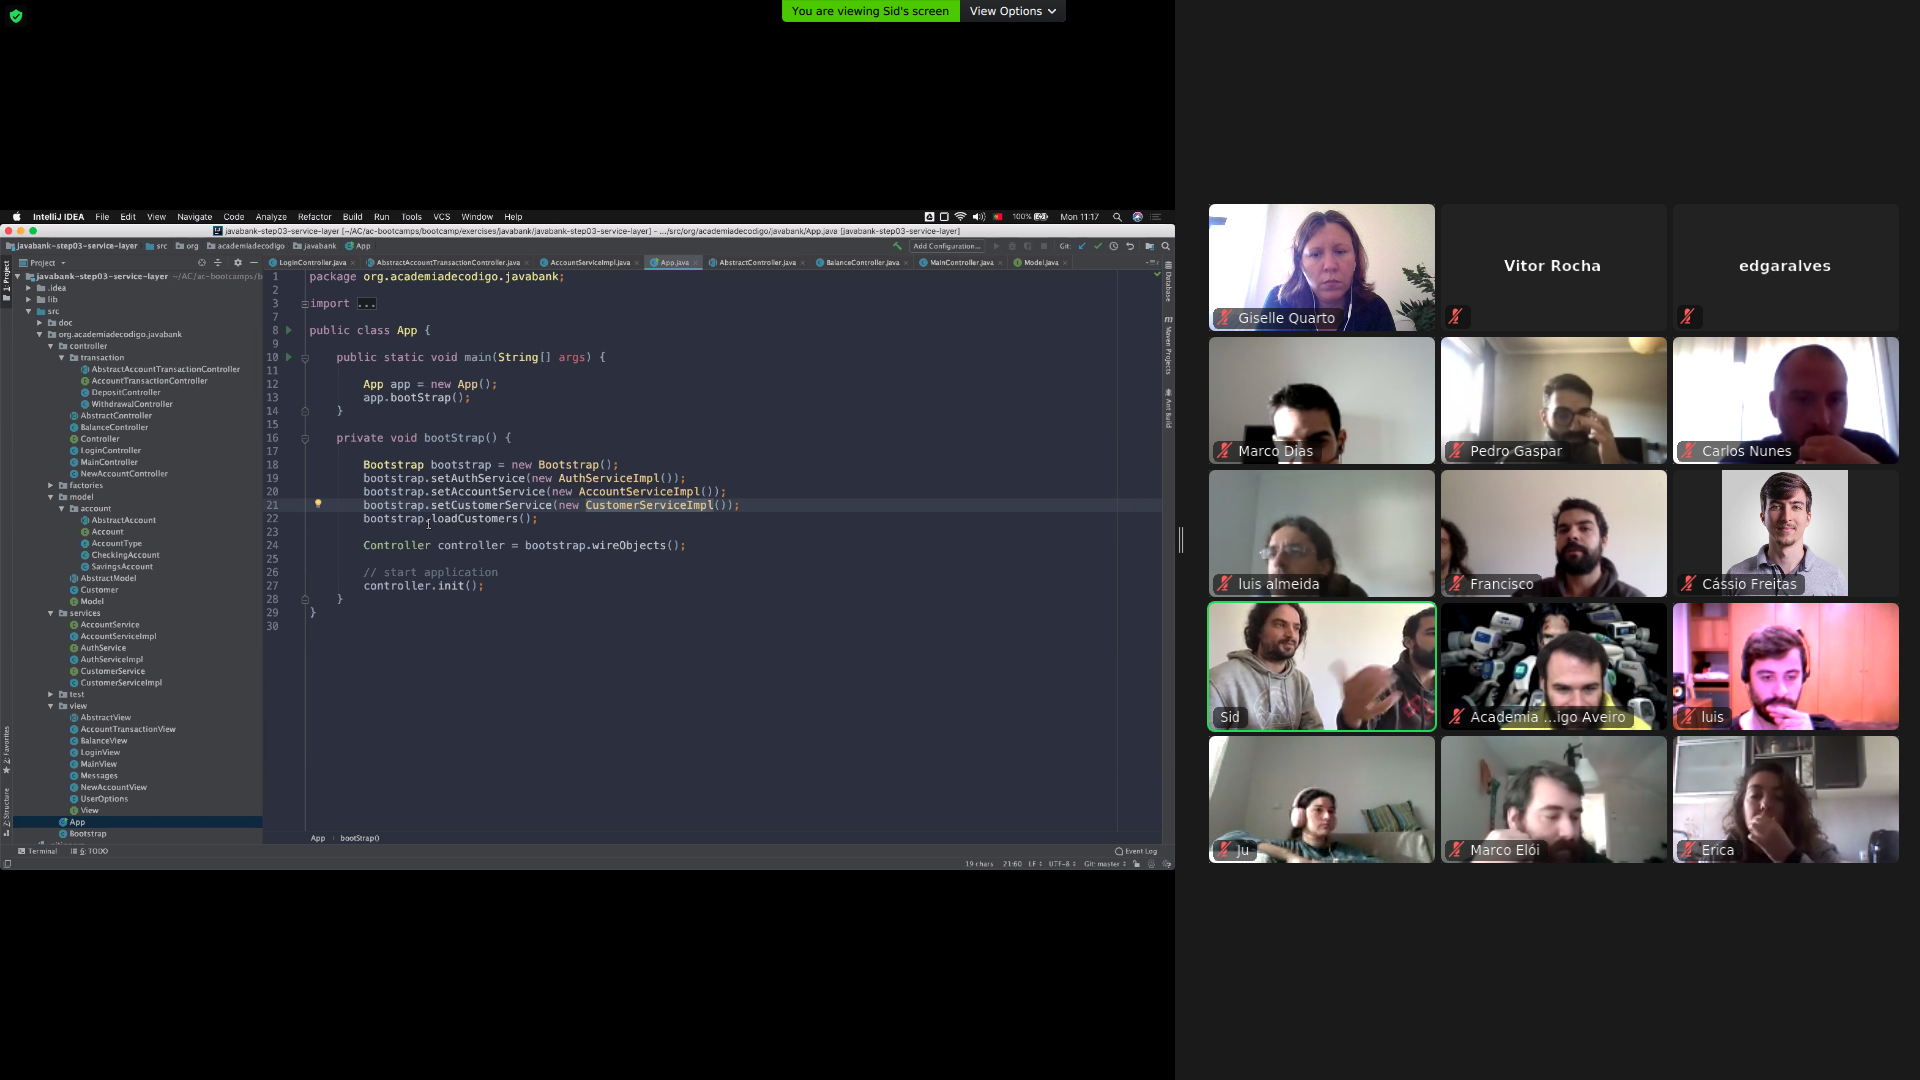 You are viewing Sid's screen
View Options
IntelliJ IDEA File Edit View Navigate Code Analyze Refactor Build Run Tools VCS Window Help
100% Mon 11:17
javabank-step03-service-layer [~/AC/ac-bootcamps/bootcamp/exercises/javabank/javabank-step03-service-layer] - .../src/org/academiadecodigo/javabank/App.java [javabank-step03-service-layer]
javabank-step03-service-layer src org academiadecodigo javabank App
Add Configuration... Git:
Project
LoginController.java AbstractAccountTransactionController.java AccountServiceImpl.java App.java AbstractController.java BalanceController.java MainController.java Model.java
javabank-step03-service-layer ~/AC/ac-bootcamps/b
.idea
lib
src
doc
org.academiadecodigo.javabank
controller
transaction
AbstractAccountTransactionController
AccountTransactionController
DepositController
WithdrawalController
AbstractController
BalanceController
Controller
LoginController
MainController
NewAccountController
factories
model
account
AbstractAccount
Account
AccountType
CheckingAccount
SavingsAccount
AbstractModel
Customer
Model
services
AccountService
AccountServiceImpl
AuthService
AuthServiceImpl
CustomerService
CustomerServiceImpl
test
view
AbstractView
AccountTransactionView
BalanceView
LoginView
MainView
Messages
NewAccountView
UserOptions
View
App
Bootstrap
1: Project
2: Favorites
Z: Structure
1 package org.academiadecodigo.javabank;
2
3 import ...
7
8 public class App {
9
10 public static void main(String[] args) {
11
12 App app = new App();
13 app.bootStrap();
14 }
15
16 private void bootStrap() {
17
18 Bootstrap bootstrap = new Bootstrap();
19 bootstrap.setAuthService(new AuthServiceImpl());
20 bootstrap.setAccountService(new AccountServiceImpl());
21 bootstrap.setCustomerService(new CustomerServiceImpl());
22 bootstrap.loadCustomers();
23
24 Controller controller = bootstrap.wireObjects();
25
26 // start application
27 controller.init();
28 }
29 }
30
Database
Maven Projects
Ant Build
App bootStrap()
Terminal 6: TODO
Event Log
19 chars 21:60 LF UTF-8 Git: master
Giselle Quarto
Vitor Rocha
edgaralves
Marco Dias
Pedro Gaspar
Carlos Nunes
luis almeida
Francisco
Cássio Freitas
Sid
Academia ...igo Aveiro
luis
Ju
Marco Elói
Erica